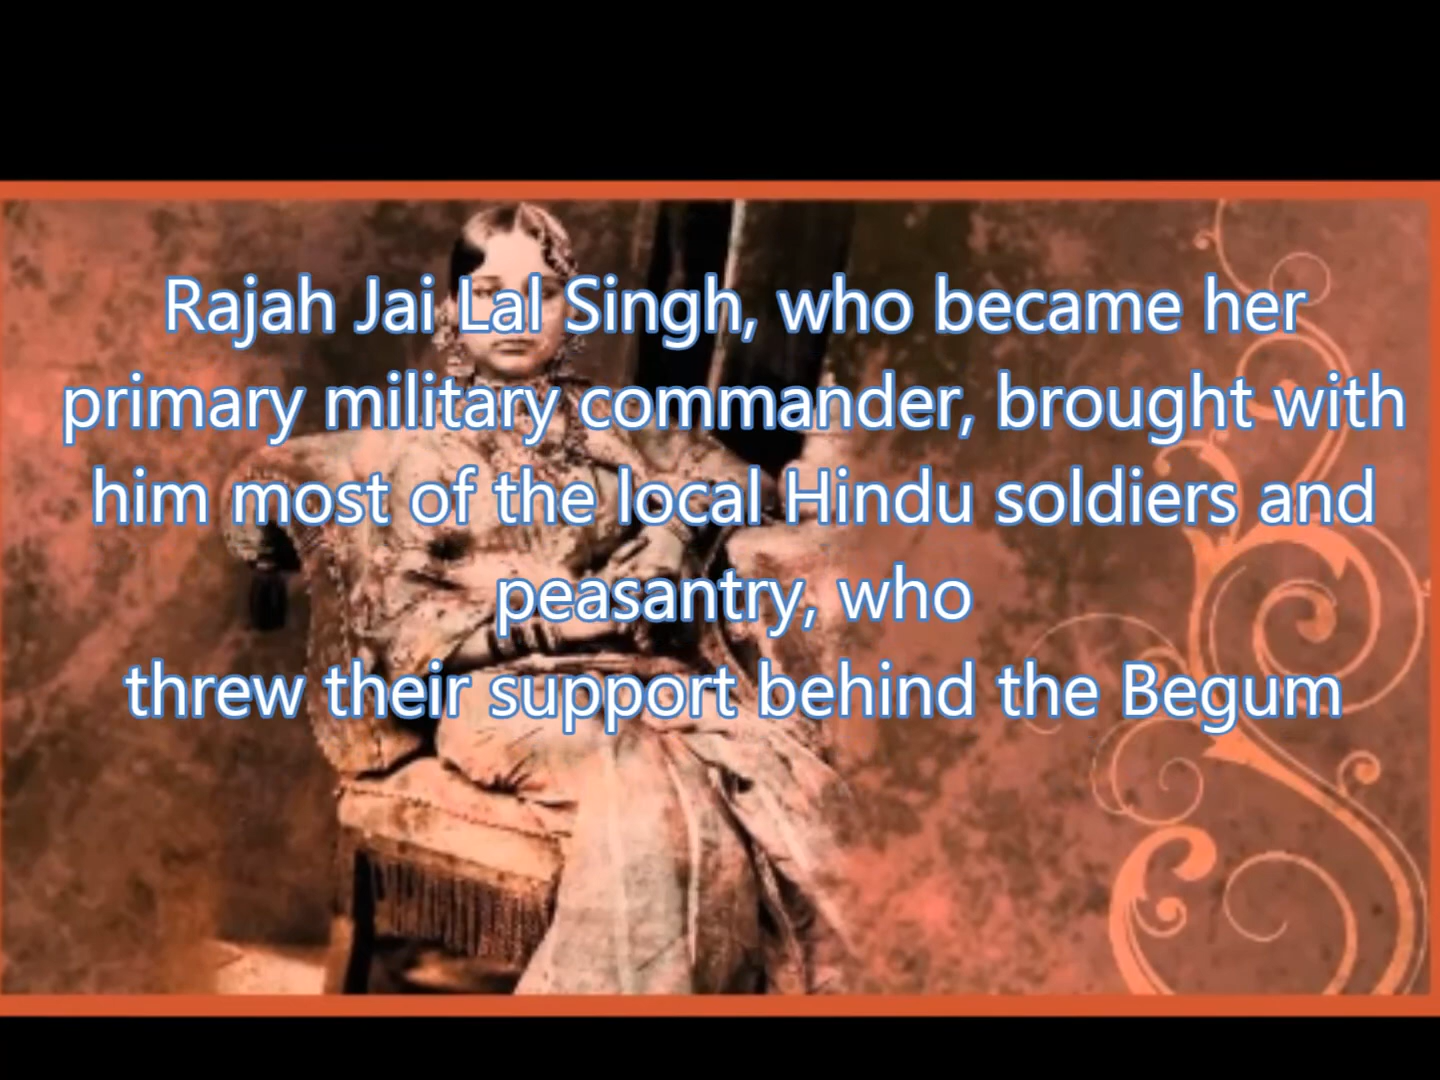 Rajah Jai Lal Singh, who became her
primary military commander, brought with
him most of the local Hindu soldiers and
peasantry, who
threw their support behind the Begum